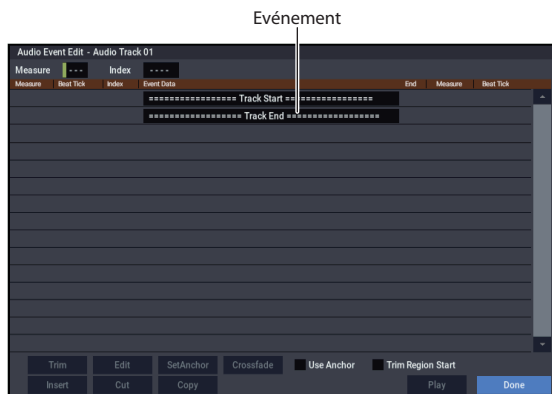 Evénement
Audio Event Edit - Audio Track 01
Measure --- Index ----
Measure Beat Tick Index Event Data End Measure Beat Tick
================= Track Start =================
================== Track End ==================
Trim Edit SetAnchor Crossfade Use Anchor Trim Region Start
Insert Cut Copy Play Done